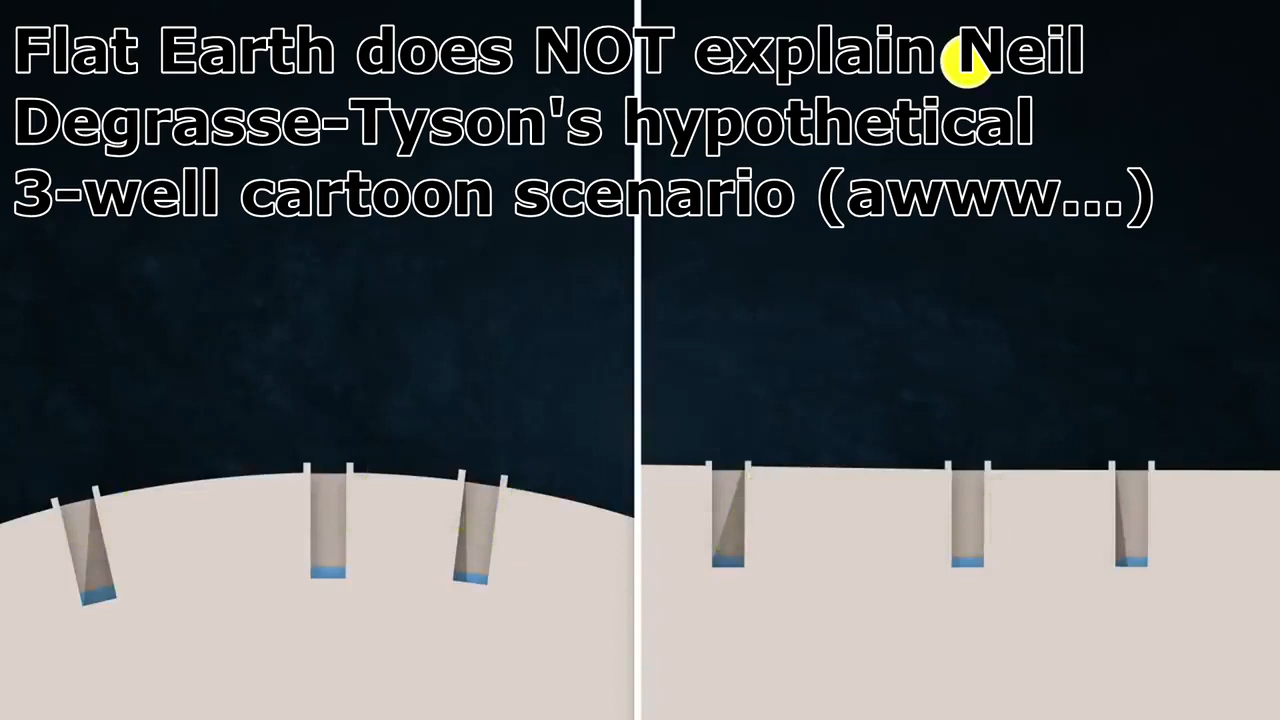 Flat Earth does NOT explain Neil
Degrasse-Tyson's hypothetical
3-well cartoon scenario (awww...)